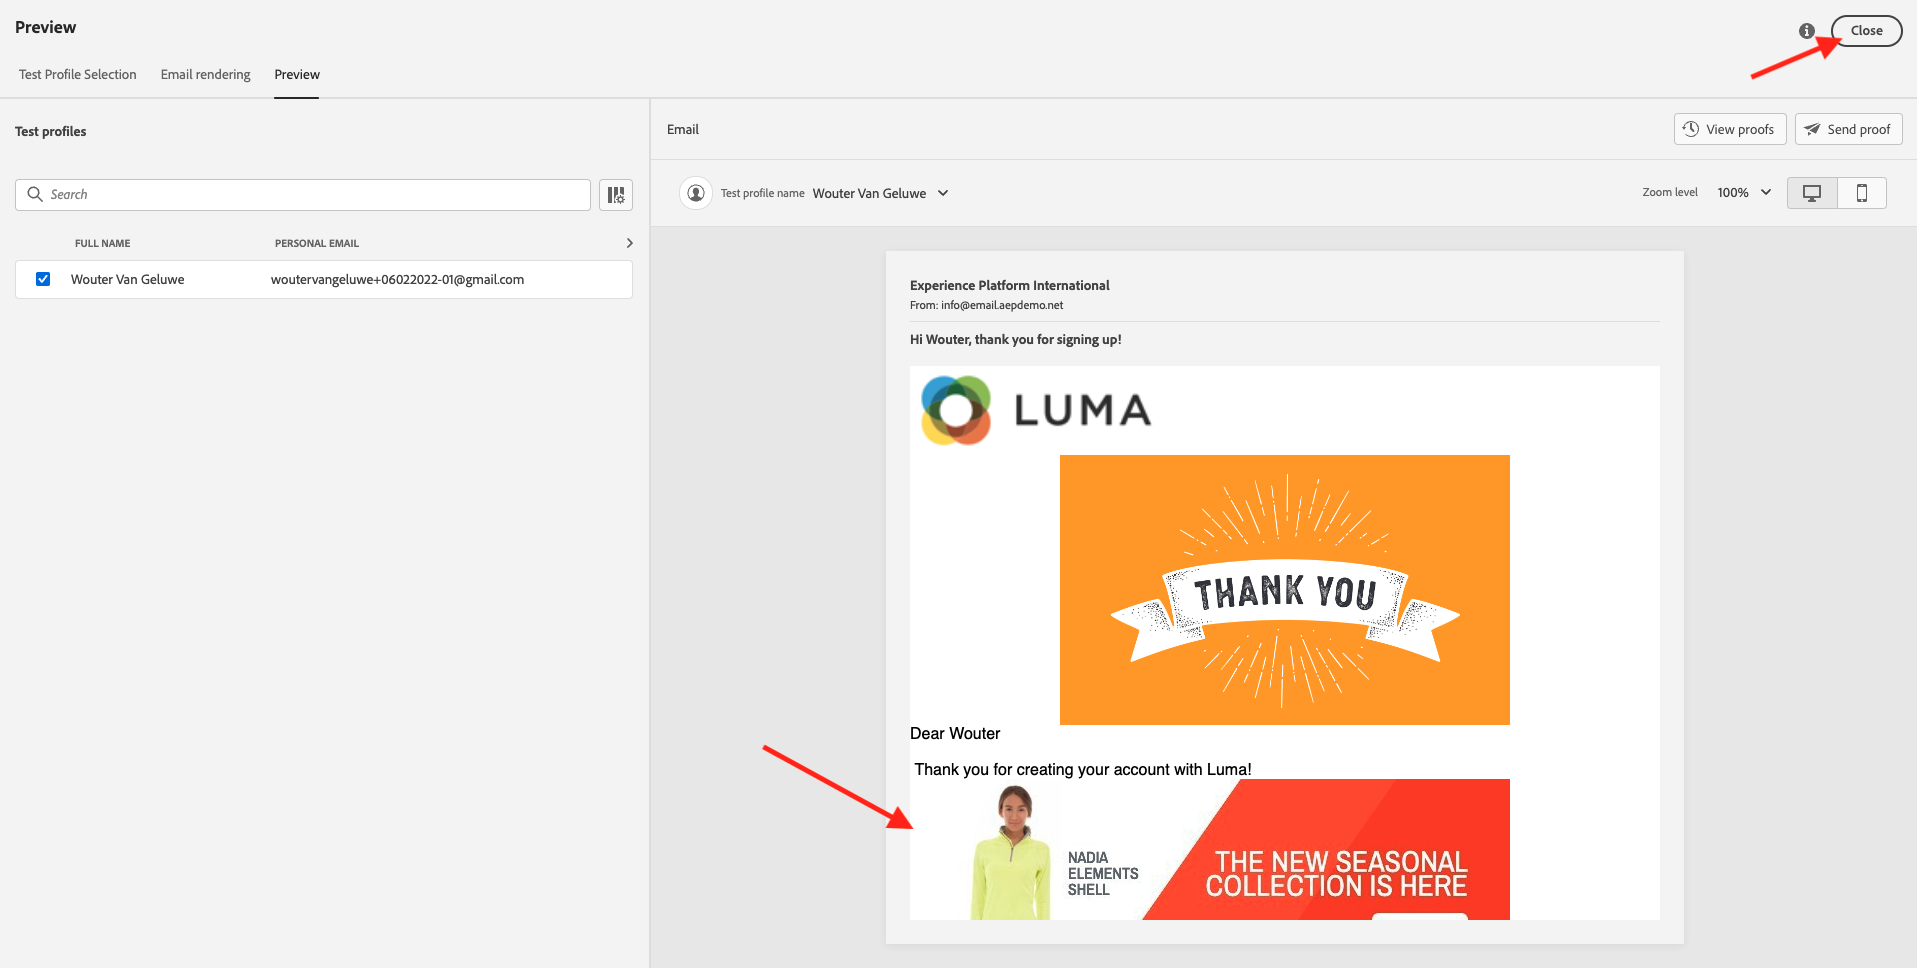 Preview
Close
Test Profile Selection
Email rendering
Preview
Test profiles
Search
FULL NAME
PERSONAL EMAIL
Wouter Van Geluwe
woutervangeluwe+06022022-01@gmail.com
Email
View proofs
Send proof
Test profile name Wouter Van Geluwe
Zoom level 100%
Experience Platform International
From: info@email.aepdemo.net
Hi Wouter, thank you for signing up!
LUMA
THANK YOU
Dear Wouter
Thank you for creating your account with Luma!
NADIA
ELEMENTS
SHELL
THE NEW SEASONAL
COLLECTION IS HERE